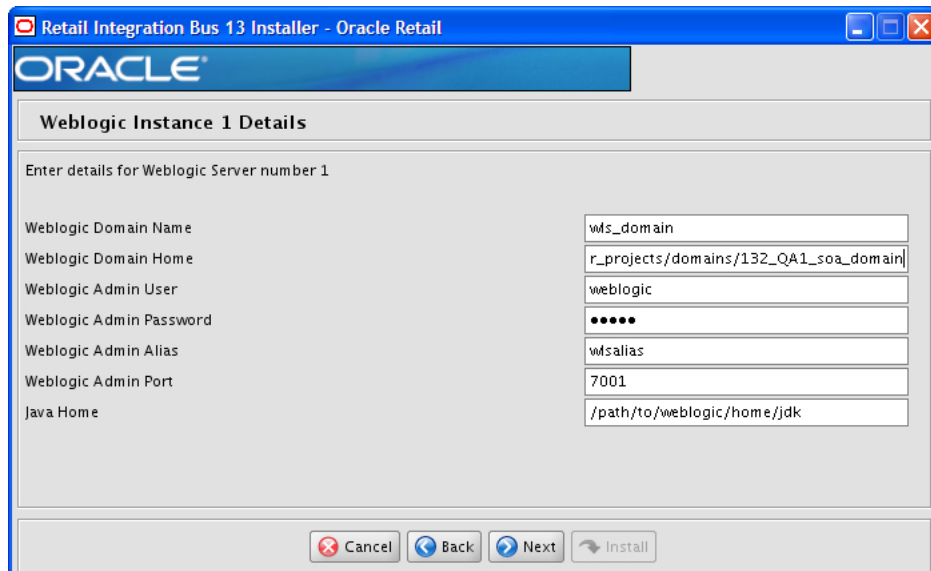 Retail Integration Bus 13 Installer - Oracle Retail
ORACLE®
Weblogic Instance 1 Details
Enter details for Weblogic Server number 1
Weblogic Domain Name wls_domain
Weblogic Domain Home r_projects/domains/132_QA1_soa_domain
Weblogic Admin User weblogic
Weblogic Admin Password •••••
Weblogic Admin Alias wlsalias
Weblogic Admin Port 7001
Java Home /path/to/weblogic/home/jdk
Cancel Back Next Install